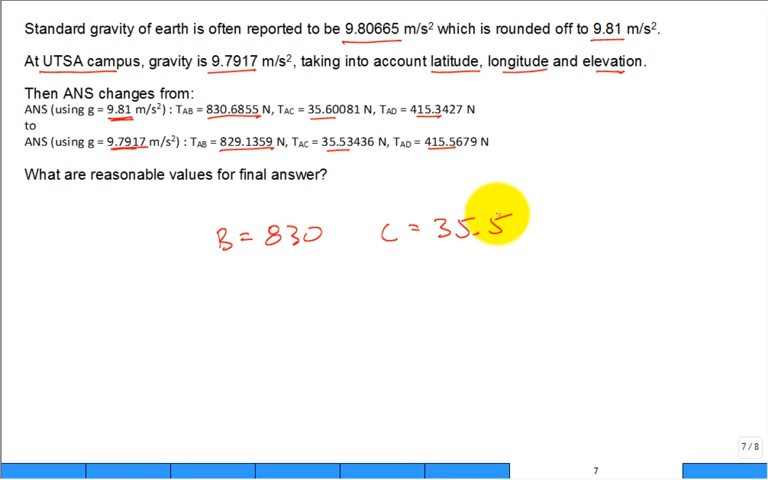 Standard gravity of earth is often reported to be 9.80665 m/s² which is rounded off to 9.81 m/s².
At UTSA campus, gravity is 9.7917 m/s², taking into account latitude, longitude and elevation.
Then ANS changes from:
ANS (using g = 9.81 m/s²) : TAB = 830.6855 N, TAC = 35.60081 N, TAD = 415.3427 N
to
ANS (using g = 9.7917 m/s²) : TAB = 829.1359 N, TAC = 35.53436 N, TAD = 415.5679 N
What are reasonable values for final answer?
B = 830 C = 35.5
7 / 8
7